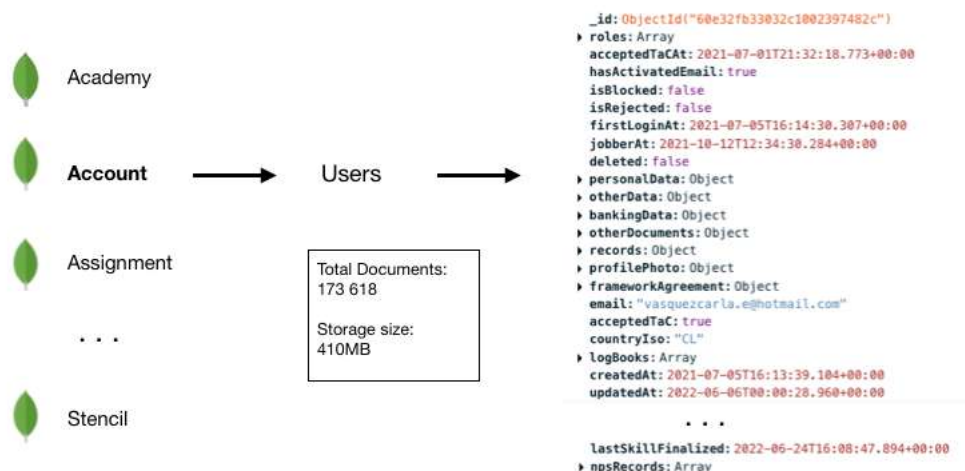 Academy
Account
Users
Assignment
. . .
Stencil
Total Documents:
173 618
Storage size:
410MB
_id: ObjectId("60e32fb33032c1002397482c")
roles: Array
acceptedTaCAt: 2021-07-01T21:32:18.773+00:00
hasActivatedEmail: true
isBlocked: false
isRejected: false
firstLoginAt: 2021-07-05T16:14:30.307+00:00
jobberAt: 2021-10-12T12:34:30.284+00:00
deleted: false
personalData: Object
otherData: Object
bankingData: Object
otherDocuments: Object
records: Object
profilePhoto: Object
frameworkAgreement: Object
email: "vasquezcarla.e@hotmail.com"
acceptedTaC: true
countryIso: "CL"
logBooks: Array
createdAt: 2021-07-05T16:13:39.104+00:00
updatedAt: 2022-06-06T00:00:28.960+00:00
. . .
lastSkillFinalized: 2022-06-24T16:08:47.894+00:00
npsRecords: Array